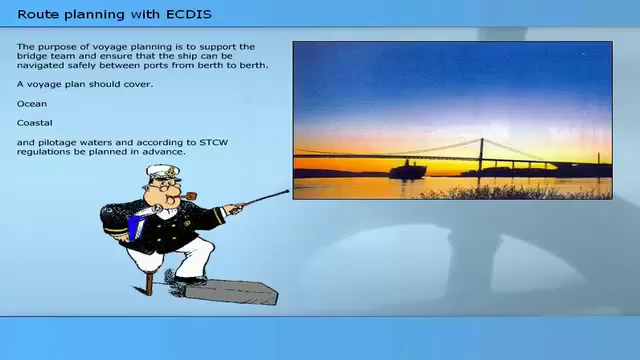 Route planning with ECDIS
The purpose of voyage planning is to support the
bridge team and ensure that the ship can be
navigated safely between ports from berth to berth.
A voyage plan should cover.
Ocean
Coastal
and pilotage waters and according to STCW
regulations be planned in advance.